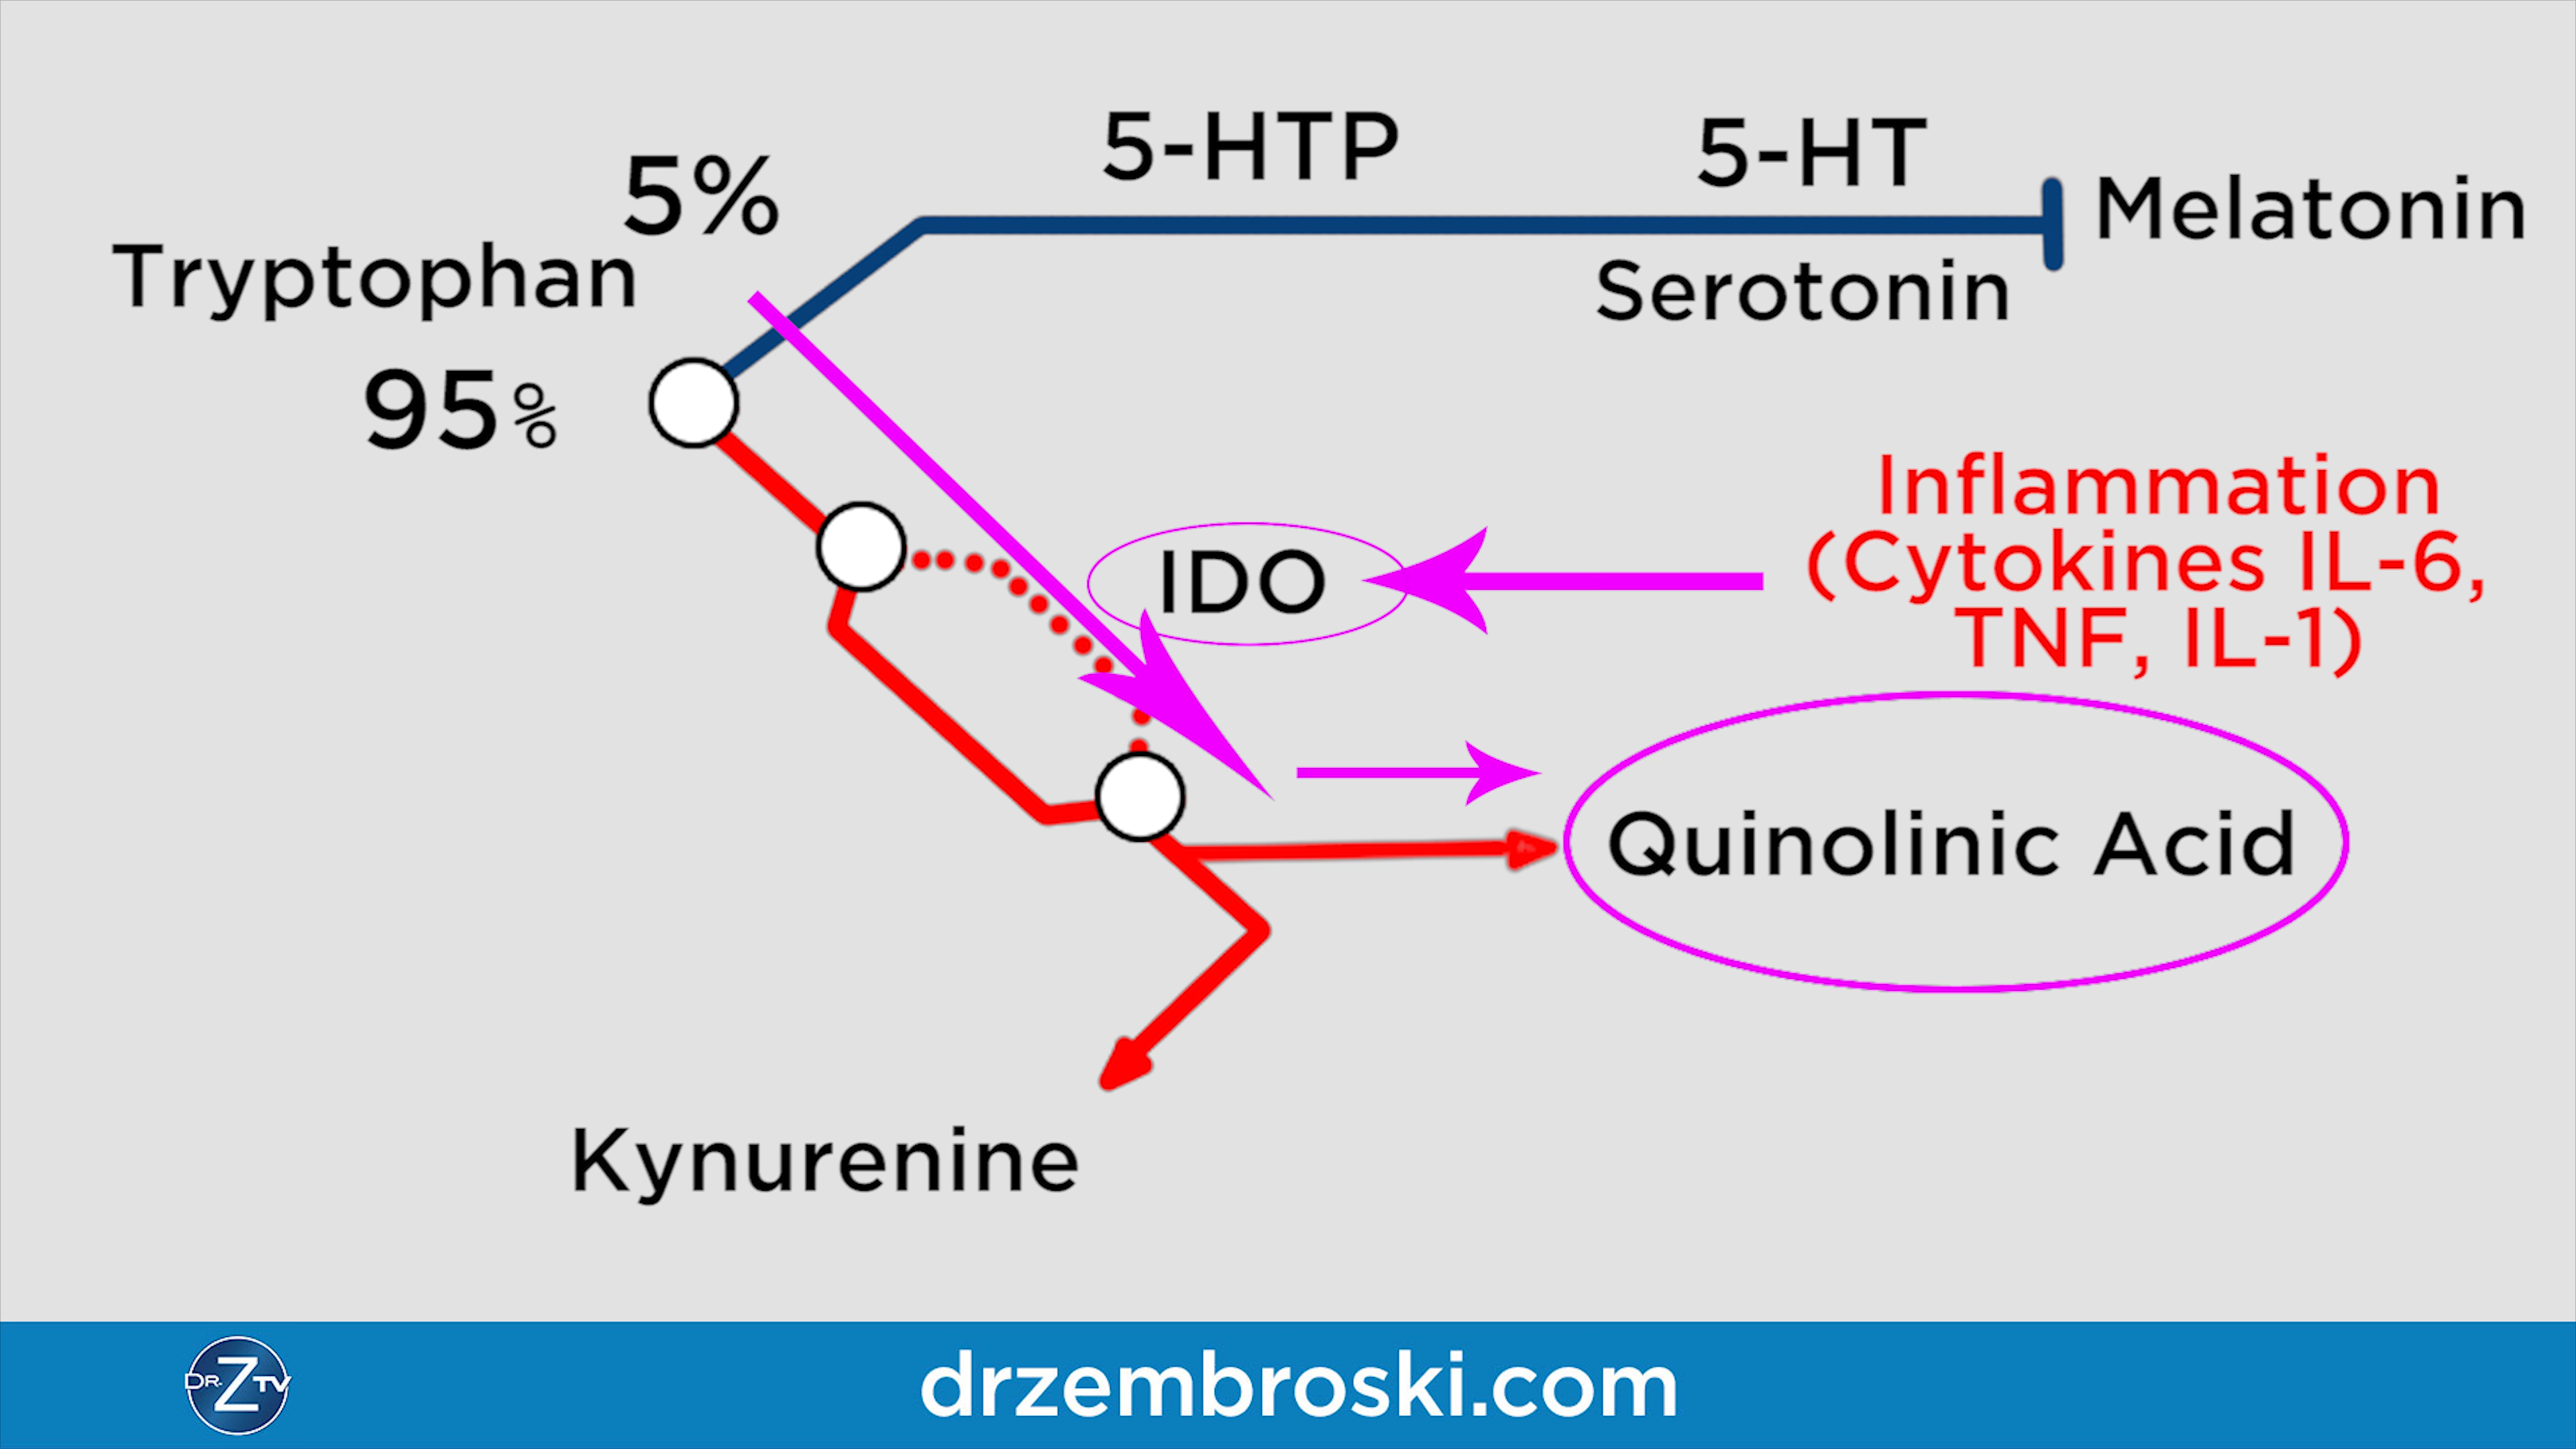 5-HTP
5-HT
5%
Melatonin
Tryptophan
Serotonin
95%
Inflammation
(Cytokines IL-6,
TNF, IL-1)
IDO
Quinolinic Acid
Kynurenine
DR. Z TV
drzembroski.com